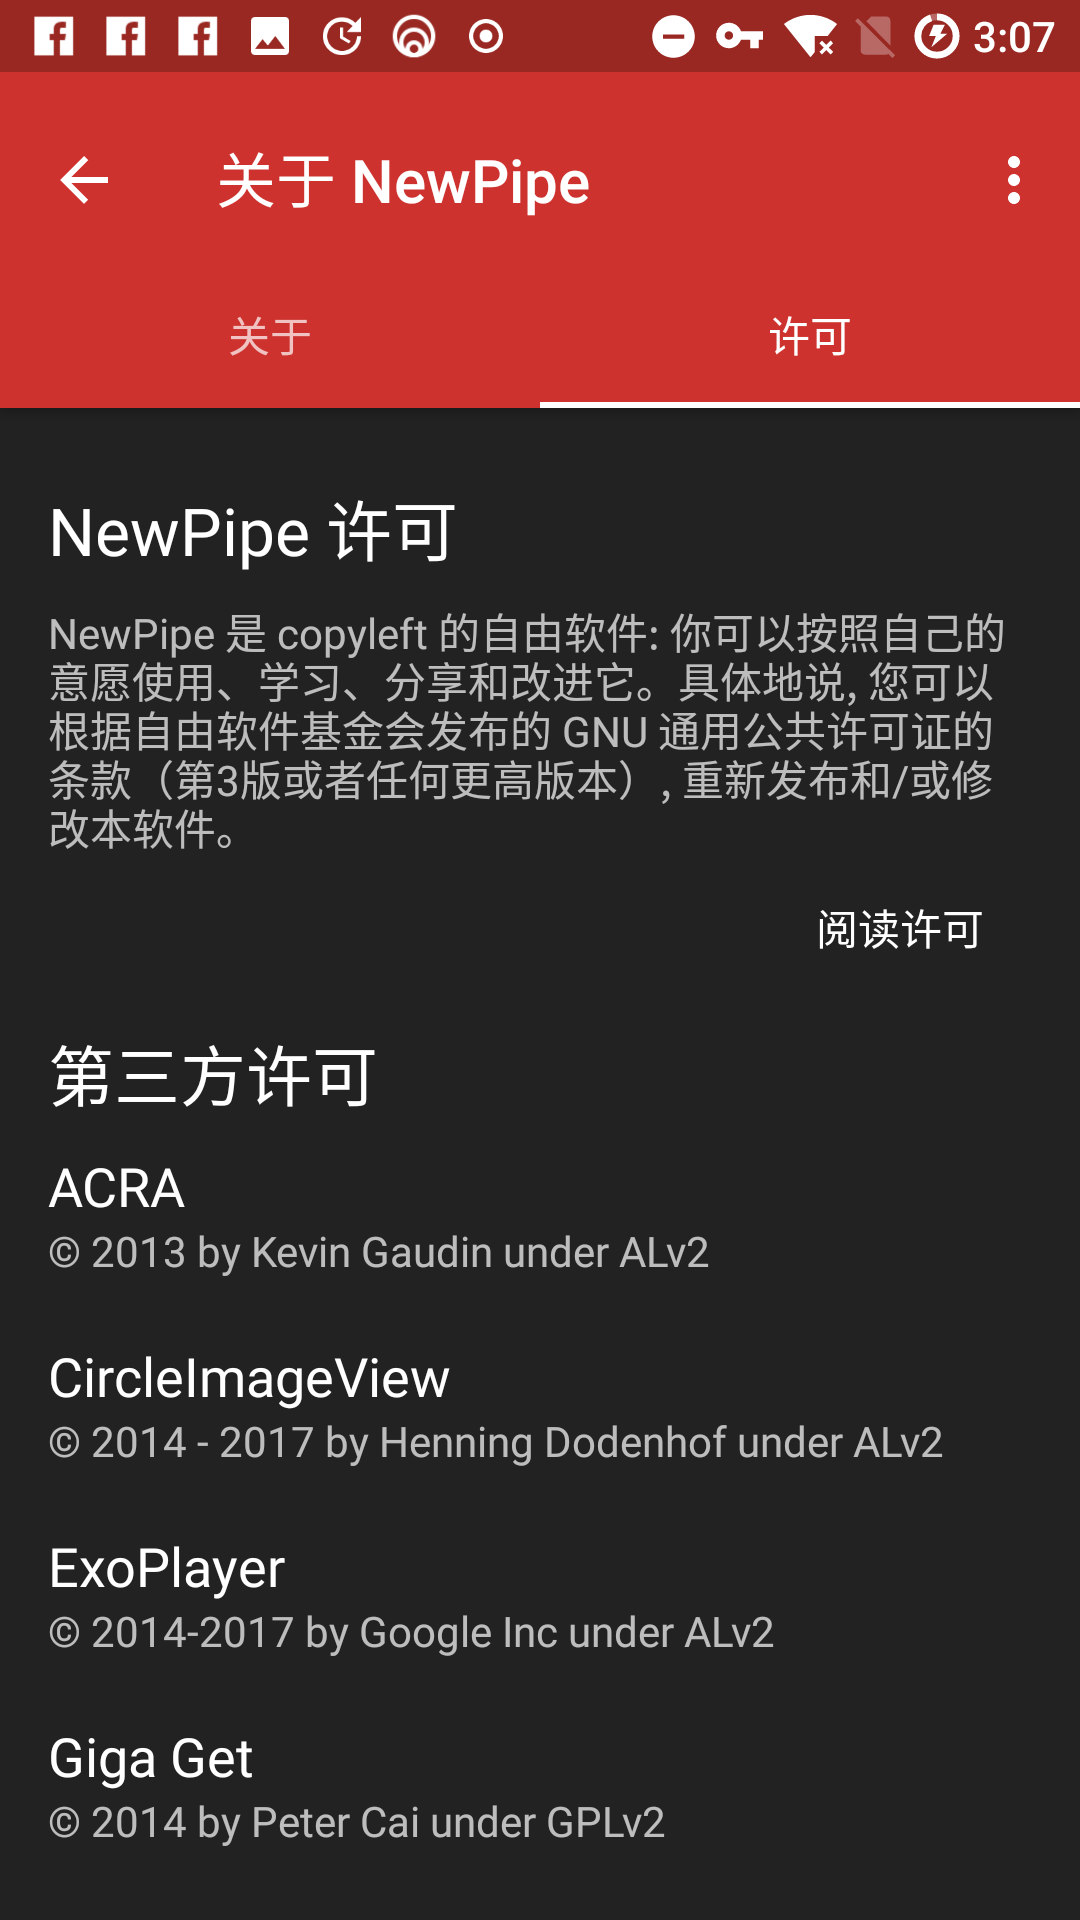 3:07
关于 NewPipe
关于
许可
NewPipe 许可
NewPipe 是 copyleft 的自由软件: 你可以按照自己的
意愿使用、学习、分享和改进它。具体地说, 您可以
根据自由软件基金会发布的 GNU 通用公共许可证的
条款（第3版或者任何更高版本）, 重新发布和/或修
改本软件。
阅读许可
第三方许可
ACRA
© 2013 by Kevin Gaudin under ALv2
CircleImageView
© 2014 - 2017 by Henning Dodenhof under ALv2
ExoPlayer
© 2014-2017 by Google Inc under ALv2
Giga Get
© 2014 by Peter Cai under GPLv2